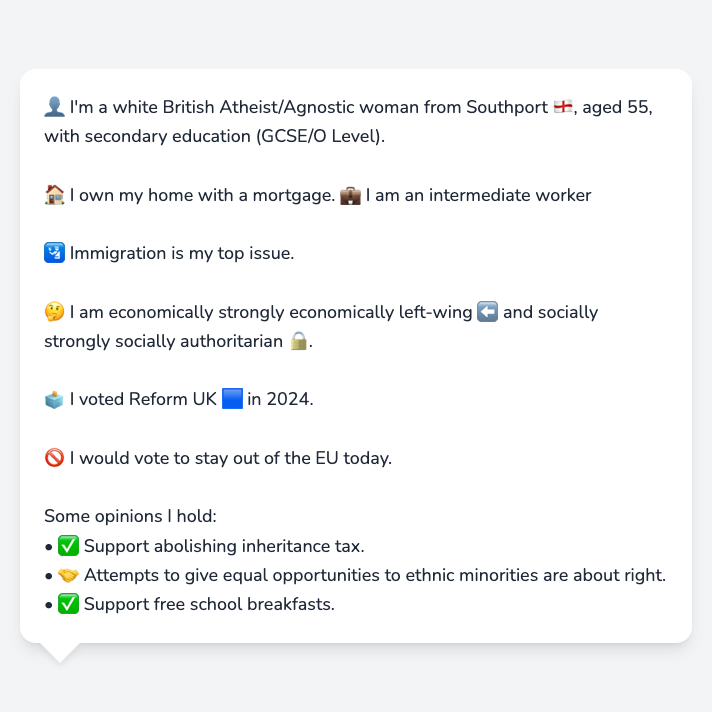 👤 I'm a white British Atheist/Agnostic woman from Southport 🏴󠁧󠁢󠁥󠁮󠁧󠁿, aged 55,
with secondary education (GCSE/O Level).
🏠 I own my home with a mortgage. 💼 I am an intermediate worker
🛂 Immigration is my top issue.
🤔 I am economically strongly economically left-wing ⬅️ and socially
strongly socially authoritarian 🔒.
🗳️ I voted Reform UK 🟦 in 2024.
🚫 I would vote to stay out of the EU today.
Some opinions I hold:
• ✅ Support abolishing inheritance tax.
• 🤝 Attempts to give equal opportunities to ethnic minorities are about right.
• ✅ Support free school breakfasts.